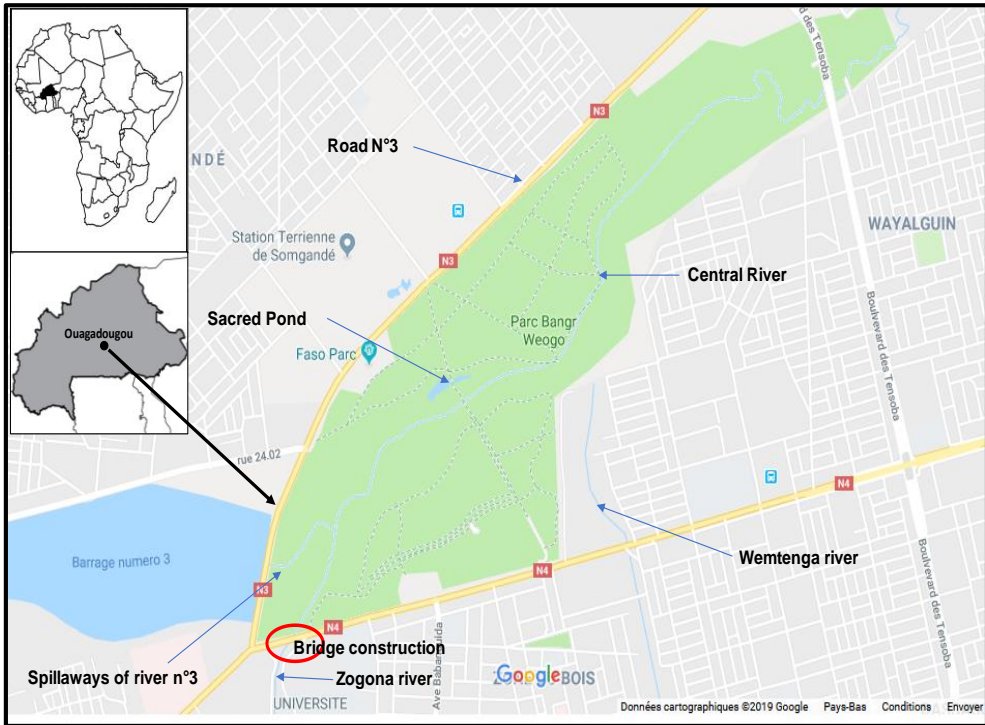 Boulevard des Tensoba
N3
Road N°3
NDÉ
WAYALGUIN
Station Terrienne
de Somgandé
N3
Central River
Ouagadougou
Sacred Pond
Parc Bangr
Weogo
Faso Parc
Boulevard des Tensoba
rue 24.02
N4
Barrage numero 3
Wemtenga river
N4
N3
Boulevard des Tensoba
N4
Bridge construction
Spillaways of river n°3
Zogona river
UNIVERSITE
Google
BOIS
Données cartographiques ©2019 Google Pays-Bas Conditions Envoyer